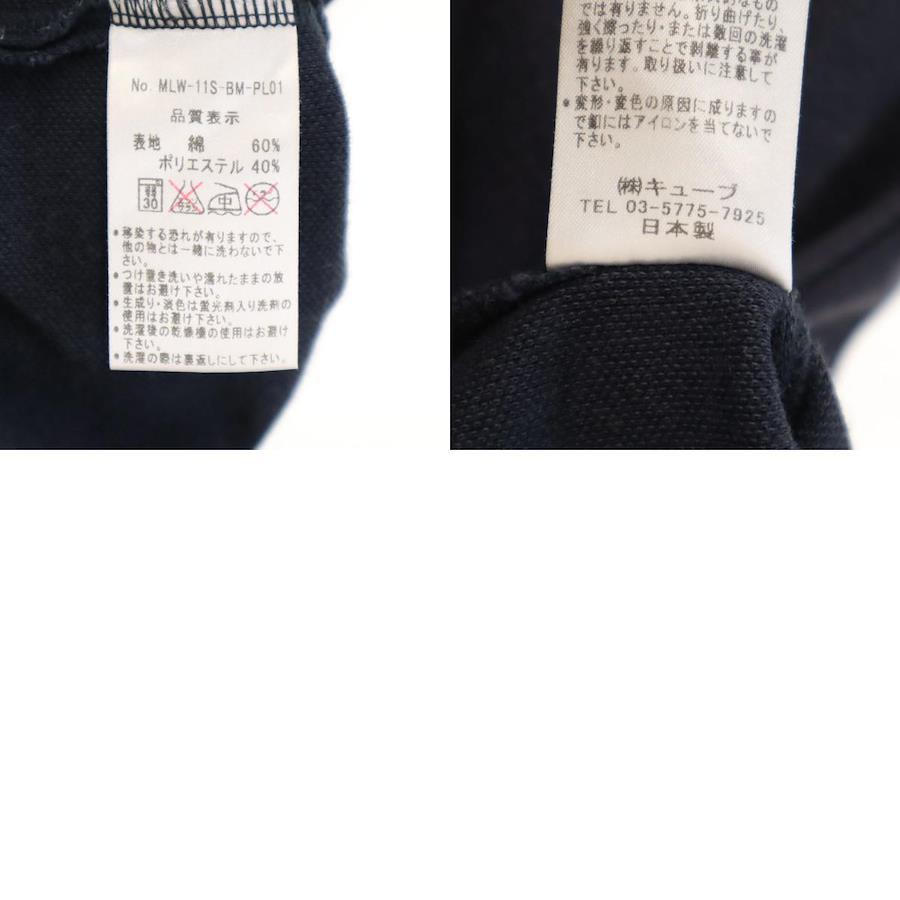 No. MLW-11S-BM-PL01
品質表示
表地 綿 60%
ポリエステル 40%
30
中
•移染する恐れが有りますので、
他の物とは一緒に洗わないで下
さい。
•つけ置き洗いや濡れたままの放
置はお避け下さい。
•生成り・淡色は蛍光剤入り洗剤の
使用はお避け下さい。
•洗濯後の乾燥機の使用はお避け
下さい。
•洗濯の際は裏返しにして下さい。
では有りません。折り曲げたり、
強く擦ったり・または数回の洗濯
を繰り返すことで剥離する事が
有ります。取り扱いに注意して
下さい。
•変形・変色の原因に成りますの
で釦にはアイロンを当てないで
下さい。
㈱キューブ
TEL 03-5775-7925
日本製